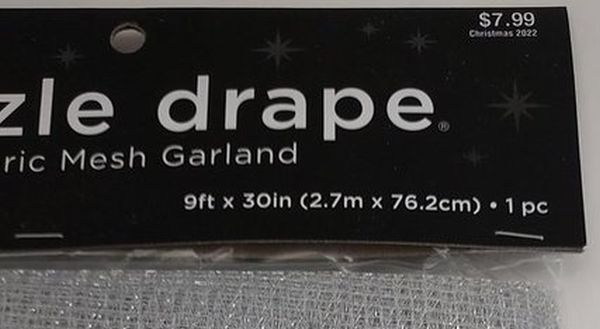 $7.99
Christmas 2022
zle drape®
ric Mesh Garland
9ft x 30in (2.7m x 76.2cm) • 1 pc